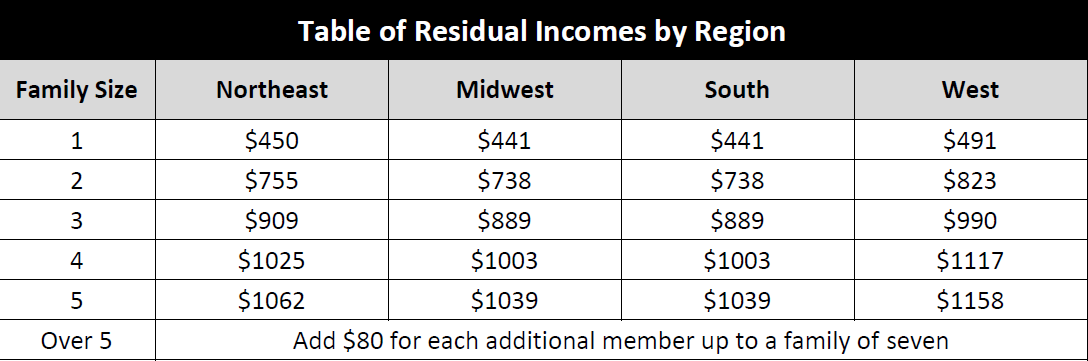 Table of Residual Incomes by Region
Family Size Northeast Midwest South West
1 $450 $441 $441 $491
2 $755 $738 $738 $823
3 $909 $889 $889 $990
4 $1025 $1003 $1003 $1117
5 $1062 $1039 $1039 $1158
Over 5 Add $80 for each additional member up to a family of seven